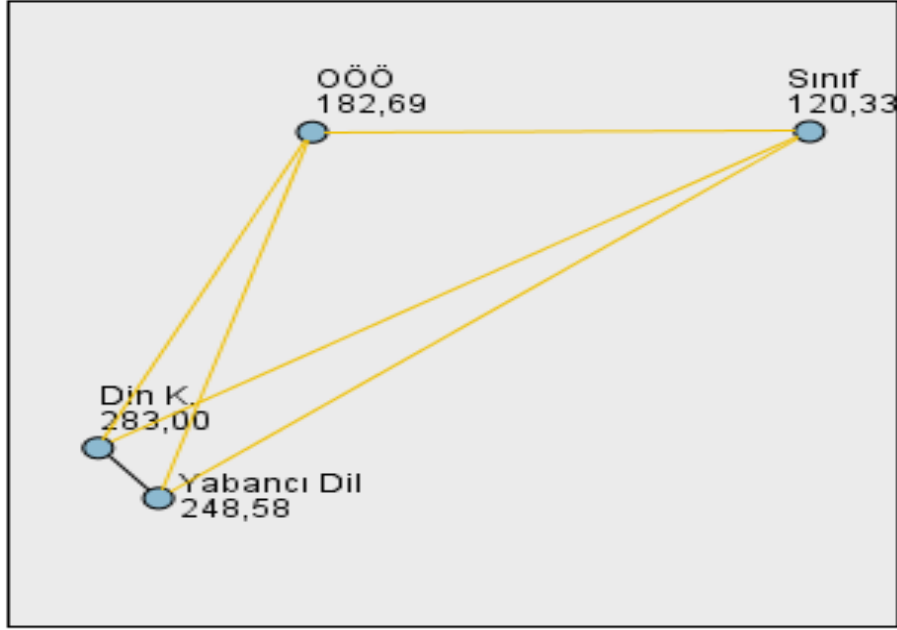 OÖÖ
182,69
Sınıf
120,33
Din K.
283,00
Yabancı Dil
248,58